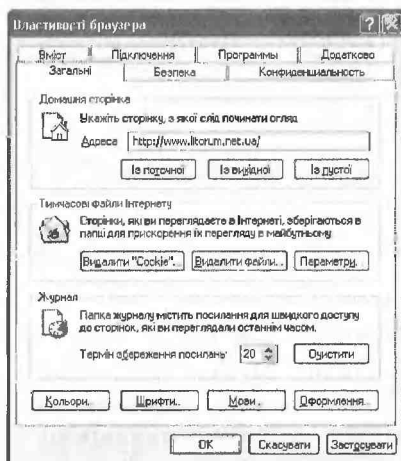 Властивості браузера
Вміст Підключення Программы Додатково
Загальні Безпека Конфиденциальность
Домашня сторінка
Укажіть сторінку, з якої слід починати огляд
Адреса http://www.litorum.net.ua/
Із поточної Із вихідної Із пустої
Тимчасові файли Інтернету
Сторінки, які ви переглядаєте в Інтернеті, зберігаються в
папці для прискорення їх перегляду в майбутньому.
Видалити "Cookie"... Видалити файли... Параметри...
Журнал
Папка журналу містить посилання для швидкого доступу
до сторінок, які ви переглядали останнім часом.
Термін збереження посилань: 20 Очистити
Кольори... Шрифти... Мови... Оформлення...
OK Скасувати Застосувати